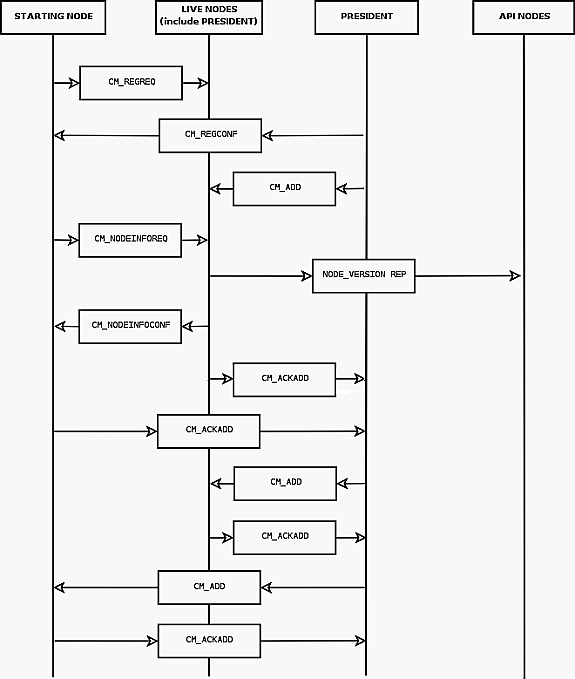 STARTING NODE
LIVE NODES
(include PRESIDENT)
PRESIDENT
API NODES
CM_REGREQ
CM_REGCONF
CM_ADD
CM_NODEINFOREQ
NODE_VERSION REP
CM_NODEINFOCONF
CM_ACKADD
CM_ACKADD
CM_ADD
CM_ACKADD
CM_ADD
CM_ACKADD